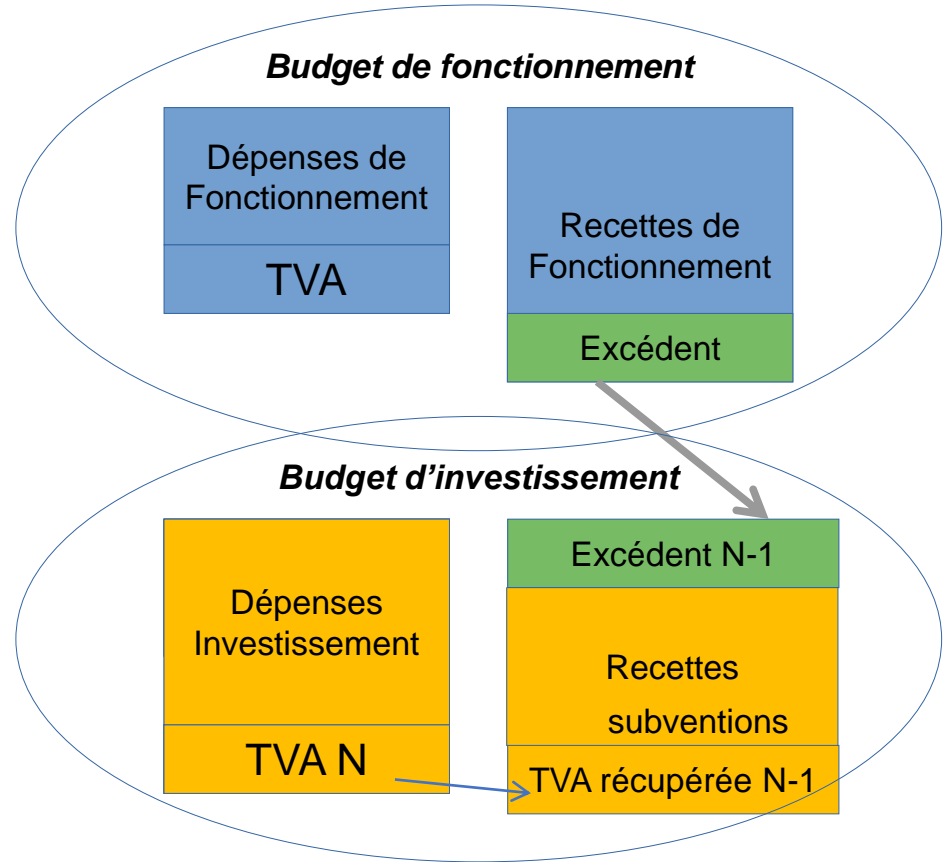 Budget de fonctionnement
Dépenses de
Fonctionnement
TVA
Recettes de
Fonctionnement
Excédent
Budget d’investissement
Dépenses
Investissement
TVA N
Excédent N-1
Recettes
subventions
TVA récupérée N-1